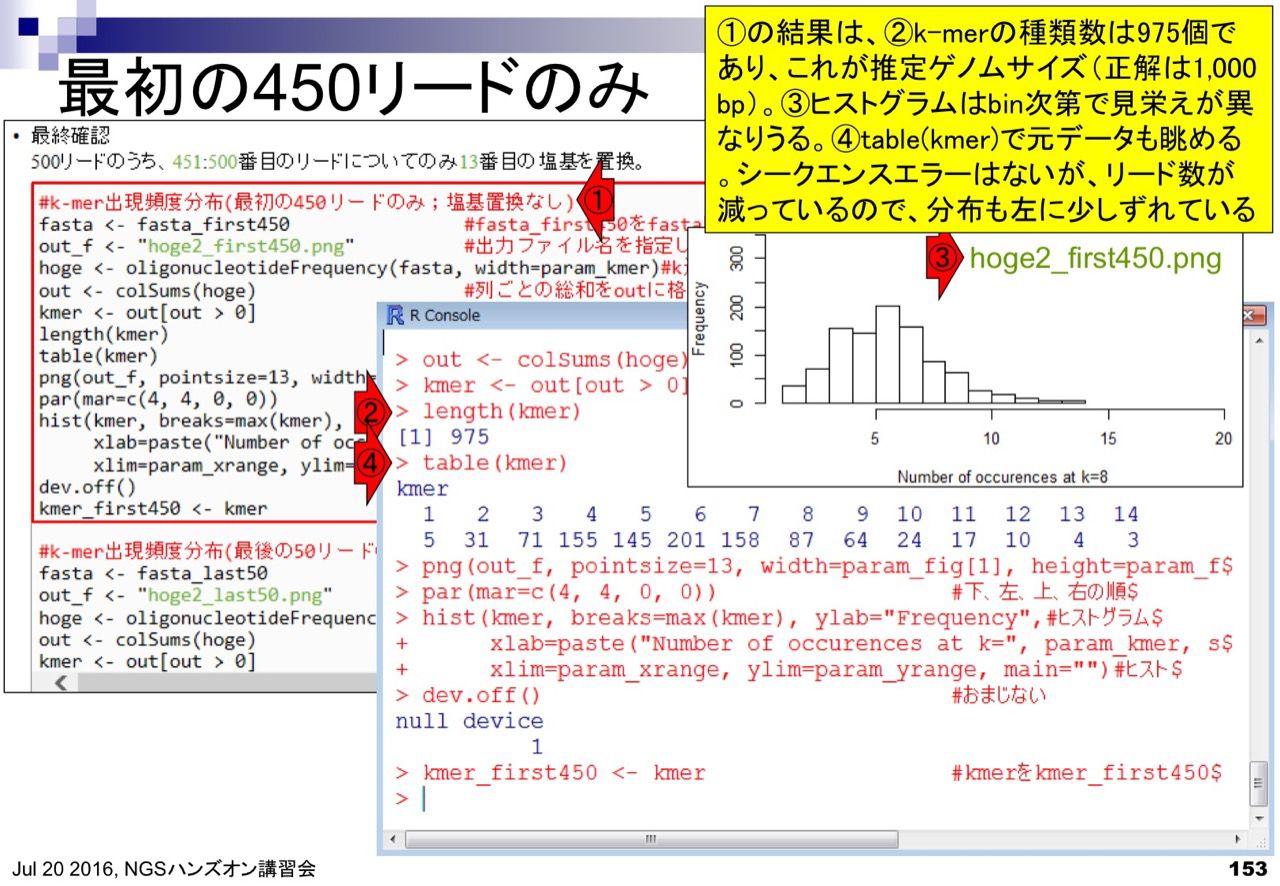 最初の450リードのみ
①の結果は、②k-merの種類数は975個で
あり、これが推定ゲノムサイズ（正解は1,000
bp）。③ヒストグラムはbin次第で見栄えが異
なりうる。④table(kmer)で元データも眺める
。シークエンスエラーはないが、リード数が
減っているので、分布も左に少しずれている
• 最終確認
500リードのうち、451:500番目のリードについてのみ13番目の塩基を置換。
#k-mer出現頻度分布(最初の450リードのみ；塩基置換なし)
①
fasta <- fasta_first450 #fasta_first450をfasta
out_f <- "hoge2_first450.png" #出力ファイル名を指定し
hoge <- oligonucleotideFrequency(fasta, width=param_kmer)#k
out <- colSums(hoge) #列ごとの総和をoutに格
kmer <- out[out > 0]
length(kmer)
table(kmer)
png(out_f, pointsize=13, width=
par(mar=c(4, 4, 0, 0))
hist(kmer, breaks=max(kmer),
xlab=paste("Number of occ
xlim=param_xrange, ylim=
dev.off()
kmer_first450 <- kmer
#k-mer出現頻度分布(最後の50リードの
fasta <- fasta_last50
out_f <- "hoge2_last50.png"
hoge <- oligonucleotideFrequenc
out <- colSums(hoge)
kmer <- out[out > 0]
③ hoge2_first450.png
Frequency
0 100 200 300
5 10 15 20
Number of occurences at k=8
R Console
> out <- colSums(hoge)
> kmer <- out[out > 0]
②
> length(kmer)
[1] 975
④
> table(kmer)
kmer
1 2 3 4 5 6 7 8 9 10 11 12 13 14
5 31 71 155 145 201 158 87 64 24 17 10 4 3
> png(out_f, pointsize=13, width=param_fig[1], height=param_f$
> par(mar=c(4, 4, 0, 0)) #下、左、上、右の順$
> hist(kmer, breaks=max(kmer), ylab="Frequency",#ヒストグラム$
+ xlab=paste("Number of occurences at k=", param_kmer, s$
+ xlim=param_xrange, ylim=param_yrange, main="")#ヒスト$
> dev.off() #おまじない
null device
1
> kmer_first450 <- kmer #kmerをkmer_first450$
>
Jul 20 2016, NGSハンズオン講習会
153